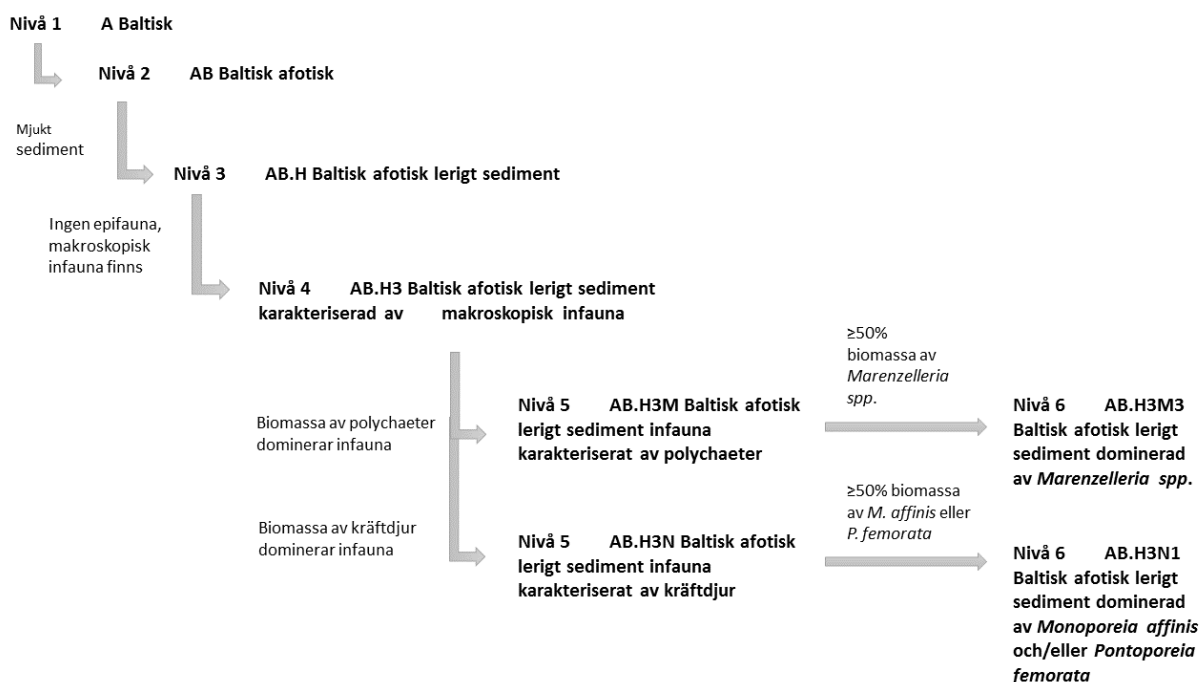 Nivå 1 A Baltisk
Nivå 2 AB Baltisk afotisk
Mjukt
sediment
Nivå 3 AB.H Baltisk afotisk lerigt sediment
Ingen epifauna,
makroskopisk
infauna finns
Nivå 4 AB.H3 Baltisk afotisk lerigt sediment
karakteriserad av makroskopisk infauna
Biomassa av polychaeter
dominerar infauna
Nivå 5 AB.H3M Baltisk afotisk
lerigt sediment infauna
karakteriserat av polychaeter
≥50%
biomassa av
Marenzelleria
spp.
Nivå 6 AB.H3M3
Baltisk afotisk lerigt
sediment dominerad
av Marenzelleria spp.
Biomassa av kräftdjur
dominerar infauna
Nivå 5 AB.H3N Baltisk afotisk
lerigt sediment infauna
karakteriserat av kräftdjur
≥50% biomassa
av M. affinis eller
P. femorata
Nivå 6 AB.H3N1
Baltisk afotisk lerigt
sediment dominerad
av Monoporeia affinis
och/eller Pontoporeia
femorata